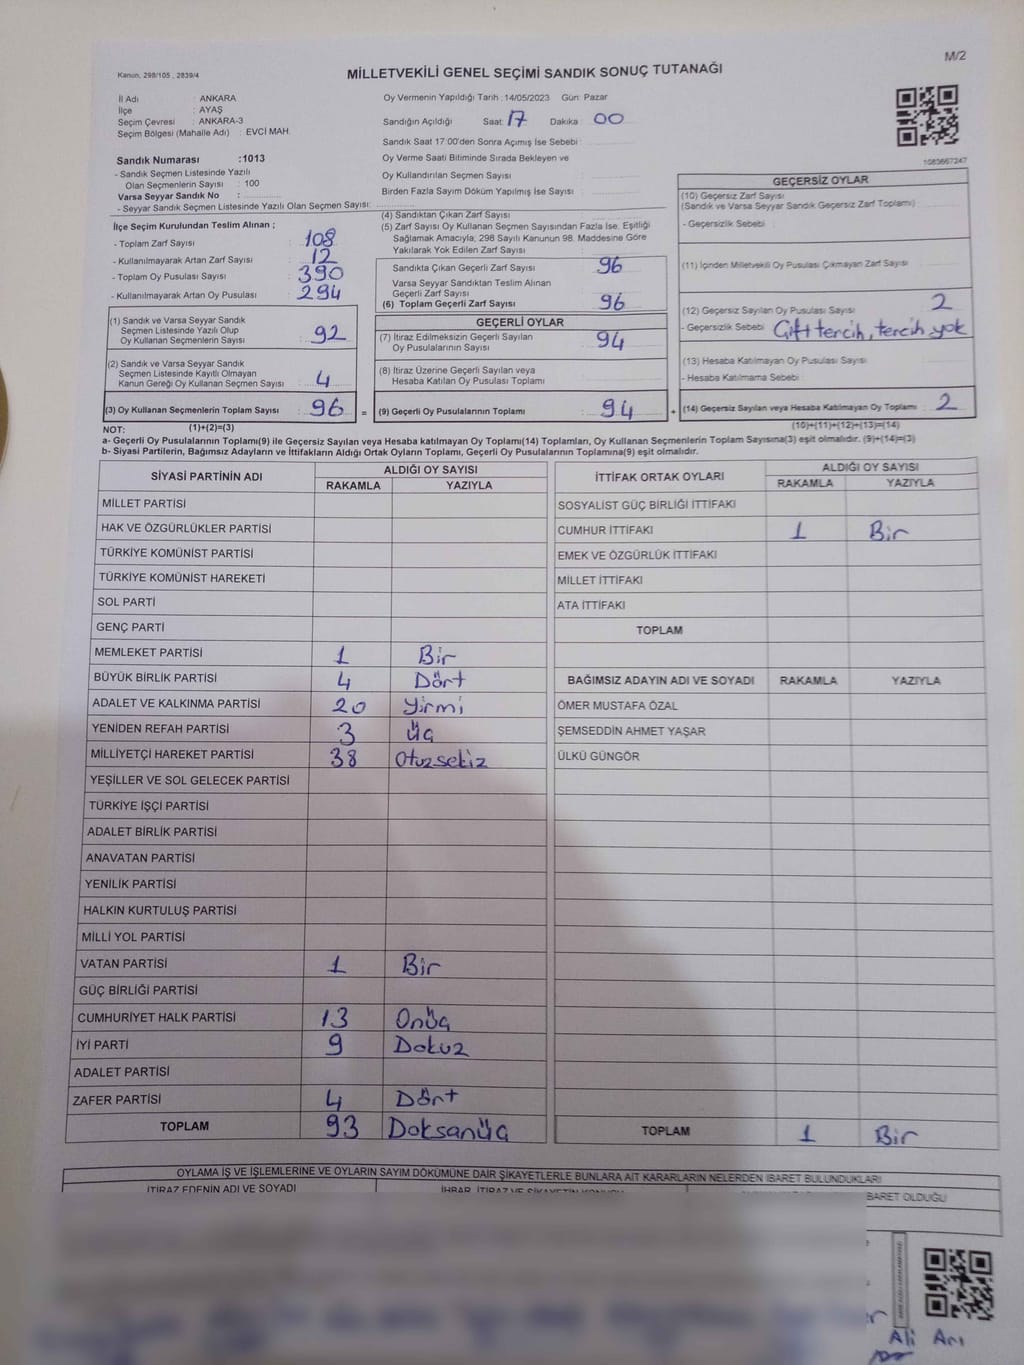 M/2
Kanun, 298/105 , 2839/4
MİLLETVEKİLİ GENEL SEÇİMİ SANDIK SONUÇ TUTANAĞI
İl Adı : ANKARA
İlçe : AYAŞ
Seçim Çevresi : ANKARA-3
Seçim Bölgesi (Mahalle Adı) : EVCİ MAH.
Sandık Numarası :1013
- Sandık Seçmen Listesinde Yazılı
Olan Seçmenlerin Sayısı : 100
Varsa Seyyar Sandık No :
- Seyyar Sandık Seçmen Listesinde Yazılı Olan Seçmen Sayısı:
Oy Vermenin Yapıldığı Tarih :14/05/2023 Gün: Pazar
Sandığın Açıldığı Saat: 17 Dakika : 00
Sandık Saat 17:00'den Sonra Açımış İse Sebebi :
Oy Verme Saati Bitiminde Sırada Bekleyen ve
Oy Kullandırılan Seçmen Sayısı :
Birden Fazla Sayım Döküm Yapılmış İse Sayısı :
1083667247
İlçe Seçim Kurulundan Teslim Alınan ;
- Toplam Zarf Sayısı : 108
- Kullanılmayarak Artan Zarf Sayısı : 12
- Toplam Oy Pusulası Sayısı : 390
- Kullanılmayarak Artan Oy Pusulası : 294
(1) Sandık ve Varsa Seyyar Sandık
Seçmen Listesinde Yazılı Olup
Oy Kullanan Seçmenlerin Sayısı : 92
(2) Sandık ve Varsa Seyyar Sandık
Seçmen Listesinde Kayıtlı Olmayan
Kanun Gereği Oy Kullanan Seçmen Sayısı : 4
(3) Oy Kullanan Seçmenlerin Toplam Sayısı : 96 =
(4) Sandıktan Çıkan Zarf Sayısı :
(5) Zarf Sayısı Oy Kullanan Seçmen Sayısından Fazla İse, Eşitliği
Sağlamak Amacıyla, 298 Sayılı Kanunun 98. Maddesine Göre
Yakılarak Yok Edilen Zarf Sayısı :
Sandıkta Çıkan Geçerli Zarf Sayısı : 96
Varsa Seyyar Sandıktan Teslim Alınan
Geçerli Zarf Sayısı :
(6) Toplam Geçerli Zarf Sayısı : 96
GEÇERLİ OYLAR
(7) İtiraz Edilmeksizin Geçerli Sayılan
Oy Pusulalarının Sayısı : 94
(8) İtiraz Üzerine Geçerli Sayılan veya
Hesaba Katılan Oy Pusulası Toplamı :
(9) Geçerli Oy Pusulalarının Toplamı : 94 +
GEÇERSİZ OYLAR
(10) Geçersiz Zarf Sayısı
(Sandık ve Varsa Seyyar Sandık Geçersiz Zarf Toplamı) :
- Geçersizlik Sebebi :
(11) İçinden Milletvekili Oy Pusulası Çıkmayan Zarf Sayısı :
(12) Geçersiz Sayılan Oy Pusulası Sayısı : 2
- Geçersizlik Sebebi : Çift tercih, tercih yok
(13) Hesaba Katılmayan Oy Pusulası Sayısı :
- Hesaba Katılmama Sebebi :
(14) Geçersiz Sayılan veya Hesaba Katılmayan Oy Toplamı : 2
NOT: (1)+(2)=(3) (10)+(11)+(12)+(13)=(14)
a- Geçerli Oy Pusulalarının Toplamı(9) ile Geçersiz Sayılan veya Hesaba katılmayan Oy Toplamı(14) Toplamları, Oy Kullanan Seçmenlerin Toplam Sayısına(3) eşit olmalıdır. (9)+(14)=(3)
b- Siyasi Partilerin, Bağımsız Adayların ve İttifakların Aldığı Ortak Oyların Toplamı, Geçerli Oy Pusulalarının Toplamına(9) eşit olmalıdır.
SİYASİ PARTİNİN ADI ALDIĞI OY SAYISI
RAKAMLA YAZIYLA
MİLLET PARTİSİ
HAK VE ÖZGÜRLÜKLER PARTİSİ
TÜRKİYE KOMÜNİST PARTİSİ
TÜRKİYE KOMÜNİST HAREKETİ
SOL PARTİ
GENÇ PARTİ
MEMLEKET PARTİSİ 1 Bir
BÜYÜK BİRLİK PARTİSİ 4 Dört
ADALET VE KALKINMA PARTİSİ 20 Yirmi
YENİDEN REFAH PARTİSİ 3 Üç
MİLLİYETÇİ HAREKET PARTİSİ 38 Otuzsekiz
YEŞİLLER VE SOL GELECEK PARTİSİ
TÜRKİYE İŞÇİ PARTİSİ
ADALET BİRLİK PARTİSİ
ANAVATAN PARTİSİ
YENİLİK PARTİSİ
HALKIN KURTULUŞ PARTİSİ
MİLLİ YOL PARTİSİ
VATAN PARTİSİ 1 Bir
GÜÇ BİRLİĞİ PARTİSİ
CUMHURİYET HALK PARTİSİ 13 Onüç
İYİ PARTİ 9 Dokuz
ADALET PARTİSİ
ZAFER PARTİSİ 4 Dört
TOPLAM 93 Doksanüç
İTTİFAK ORTAK OYLARI ALDIĞI OY SAYISI
RAKAMLA YAZIYLA
SOSYALİST GÜÇ BİRLİĞİ İTTİFAKI
CUMHUR İTTİFAKI 1 Bir
EMEK VE ÖZGÜRLÜK İTTİFAKI
MİLLET İTTİFAKI
ATA İTTİFAKI
TOPLAM
BAĞIMSIZ ADAYIN ADI VE SOYADI RAKAMLA YAZIYLA
ÖMER MUSTAFA ÖZAL
ŞEMSEDDİN AHMET YAŞAR
ÜLKÜ GÜNGÖR
TOPLAM 1 Bir
OYLAMA İŞ VE İŞLEMLERİNE VE OYLARIN SAYIM DÖKÜMÜNE DAİR ŞİKAYETLERLE BUNLARA AİT KARARLARIN NELERDEN İBARET BULUNDUKLARI
İTİRAZ EDENİN ADI VE SOYADI
BARET OLDUĞU
Ali Arı